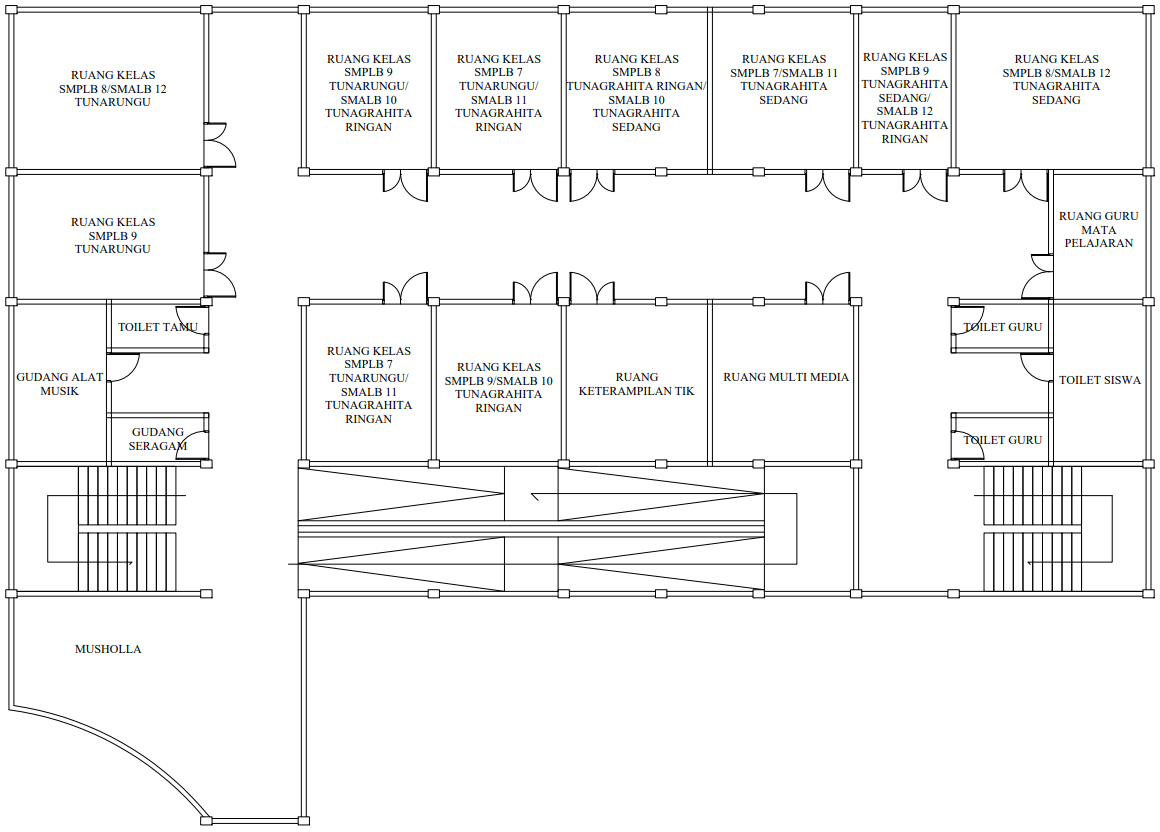 RUANG KELAS
SMPLB 8/SMALB 12
TUNARUNGU
RUANG KELAS
SMPLB 9
TUNARUNGU/
SMALB 10
TUNAGRAHITA
RINGAN
RUANG KELAS
SMPLB 7
TUNARUNGU/
SMALB 11
TUNAGRAHITA
RINGAN
RUANG KELAS
SMPLB 8
TUNAGRAHITA RINGAN/
SMALB 10
TUNAGRAHITA
SEDANG
RUANG KELAS
SMPLB 7/SMALB 11
TUNAGRAHITA
SEDANG
RUANG KELAS
SMPLB 9
TUNAGRAHITA
SEDANG/
SMALB 12
TUNAGRAHITA
RINGAN
RUANG KELAS
SMPLB 8/SMALB 12
TUNAGRAHITA
SEDANG
RUANG KELAS
SMPLB 9
TUNARUNGU
RUANG GURU
MATA
PELAJARAN
TOILET TAMU
TOILET GURU
GUDANG ALAT
MUSIK
RUANG KELAS
SMPLB 7
TUNARUNGU/
SMALB 11
TUNAGRAHITA
RINGAN
RUANG KELAS
SMPLB 9/SMALB 10
TUNAGRAHITA
RINGAN
RUANG
KETERAMPILAN TIK
RUANG MULTI MEDIA
TOILET SISWA
GUDANG
SERAGAM
TOILET GURU
MUSHOLLA